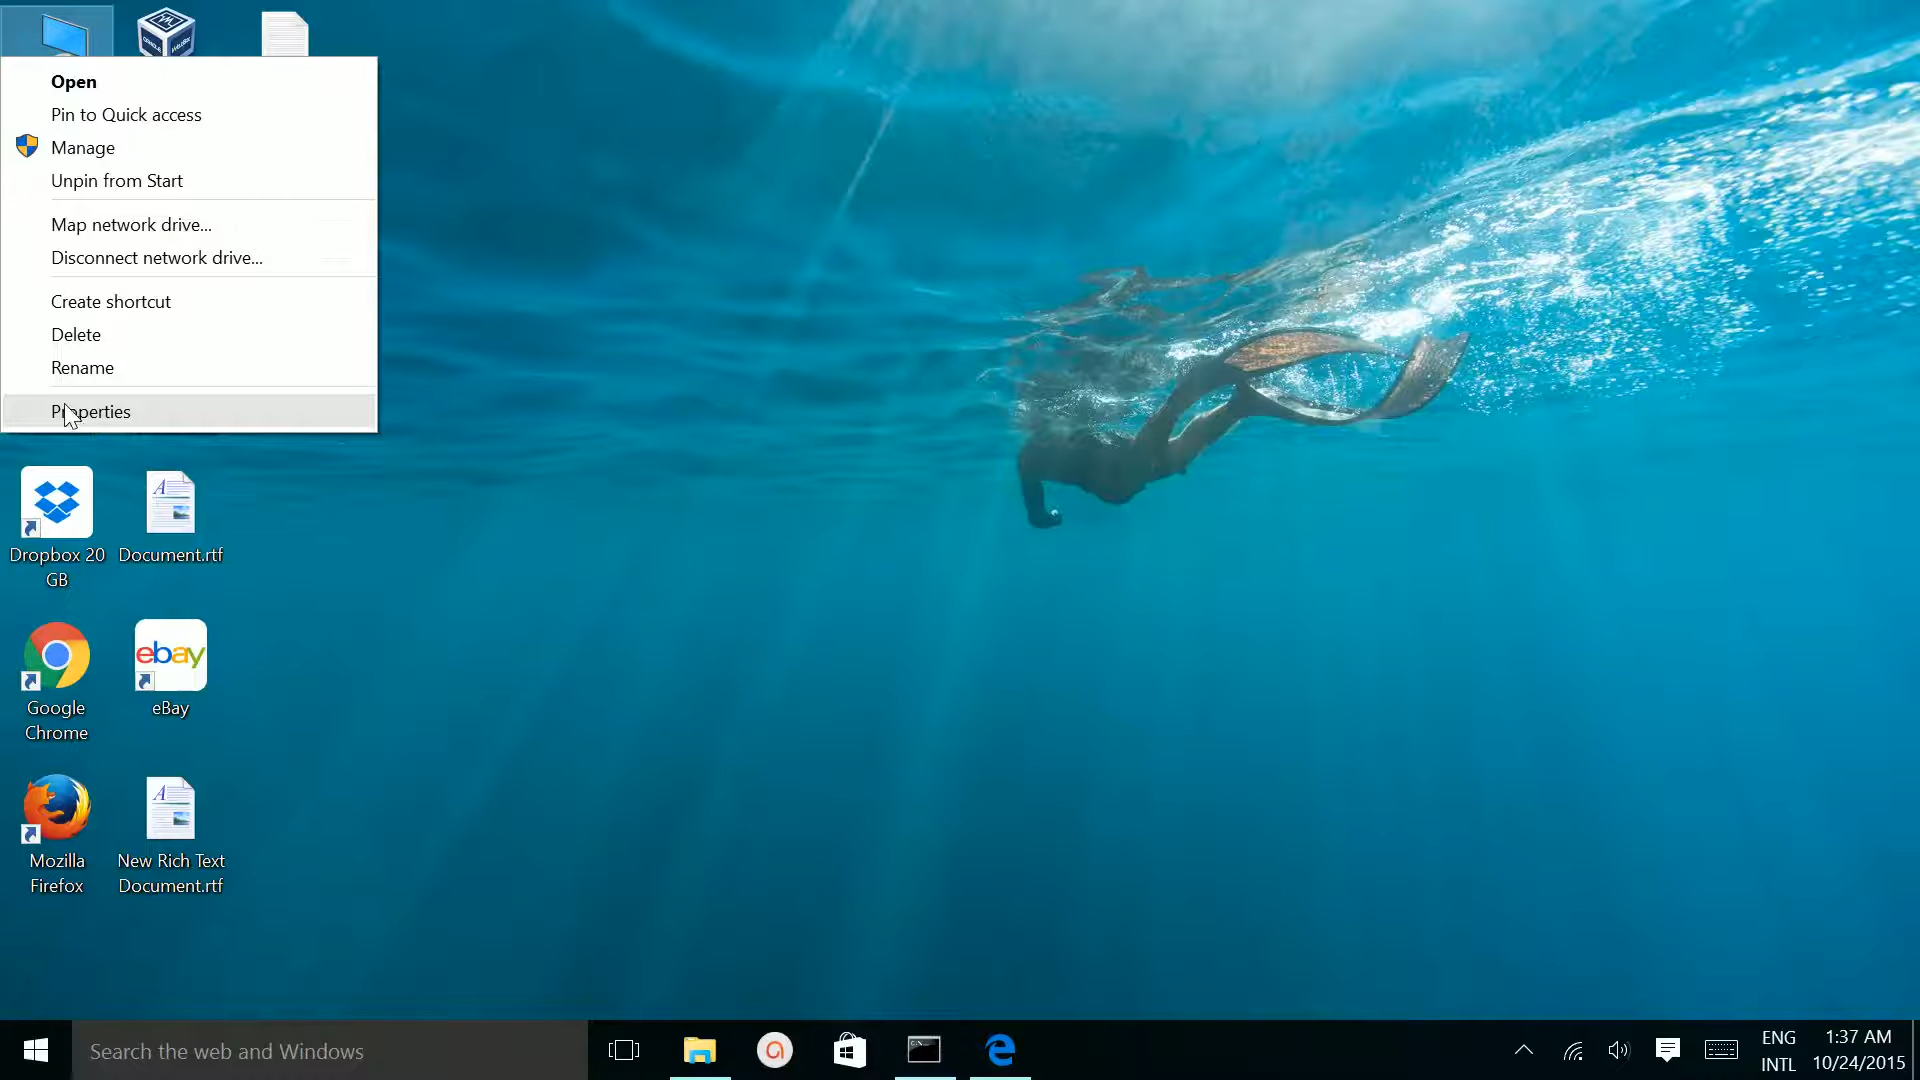 Open
Pin to Quick access
Manage
Unpin from Start
Map network drive...
Disconnect network drive...
Create shortcut
Delete
Rename
Properties
Dropbox 20
GB
Document.rtf
Google
Chrome
ebay
eBay
Mozilla
Firefox
New Rich Text
Document.rtf
Search the web and Windows
ENG
INTL
1:37 AM
10/24/2015